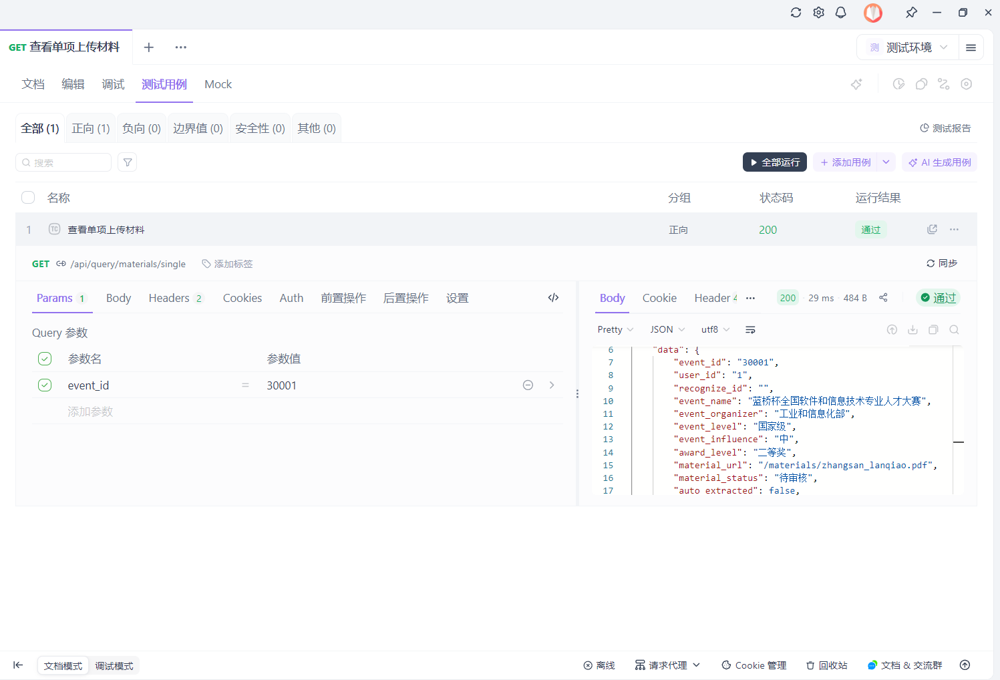 GET 查看单项上传材料
测 测试环境
文档 编辑 调试 测试用例 Mock
全部 (1) 正向 (1) 负向 (0) 边界值 (0) 安全性 (0) 其他 (0) 测试报告
搜索 全部运行 添加用例 AI 生成用例
名称 分组 状态码 运行结果
1 TC 查看单项上传材料 正向 200 通过
GET /api/query/materials/single 添加标签 同步
Params 1 Body Headers 2 Cookies Auth 前置操作 后置操作 设置
Body Cookie Header 4 200 29 ms 484 B 通过
Query 参数
Pretty JSON utf8
参数名 参数值
event_id = 30001
添加参数
6 "data": {
7 "event_id": "30001",
8 "user_id": "1",
9 "recognize_id": "",
10 "event_name": "蓝桥杯全国软件和信息技术专业人才大赛",
11 "event_organizer": "工业和信息化部",
12 "event_level": "国家级",
13 "event_influence": "中",
14 "award_level": "二等奖",
15 "material_url": "/materials/zhangsan_lanqiao.pdf",
16 "material_status": "待审核",
17 "auto_extracted": false,
文档模式 调试模式 离线 请求代理 Cookie 管理 回收站 文档 & 交流群